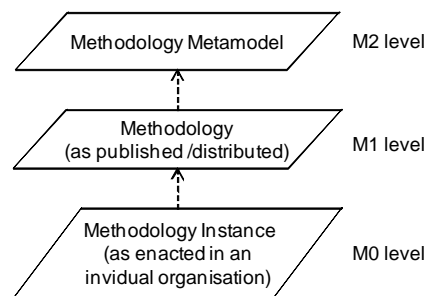 Methodology Metamodel M2 level
Methodology
(as published /distributed) M1 level
Methodology Instance
(as enacted in an M0 level
invidual organisation)